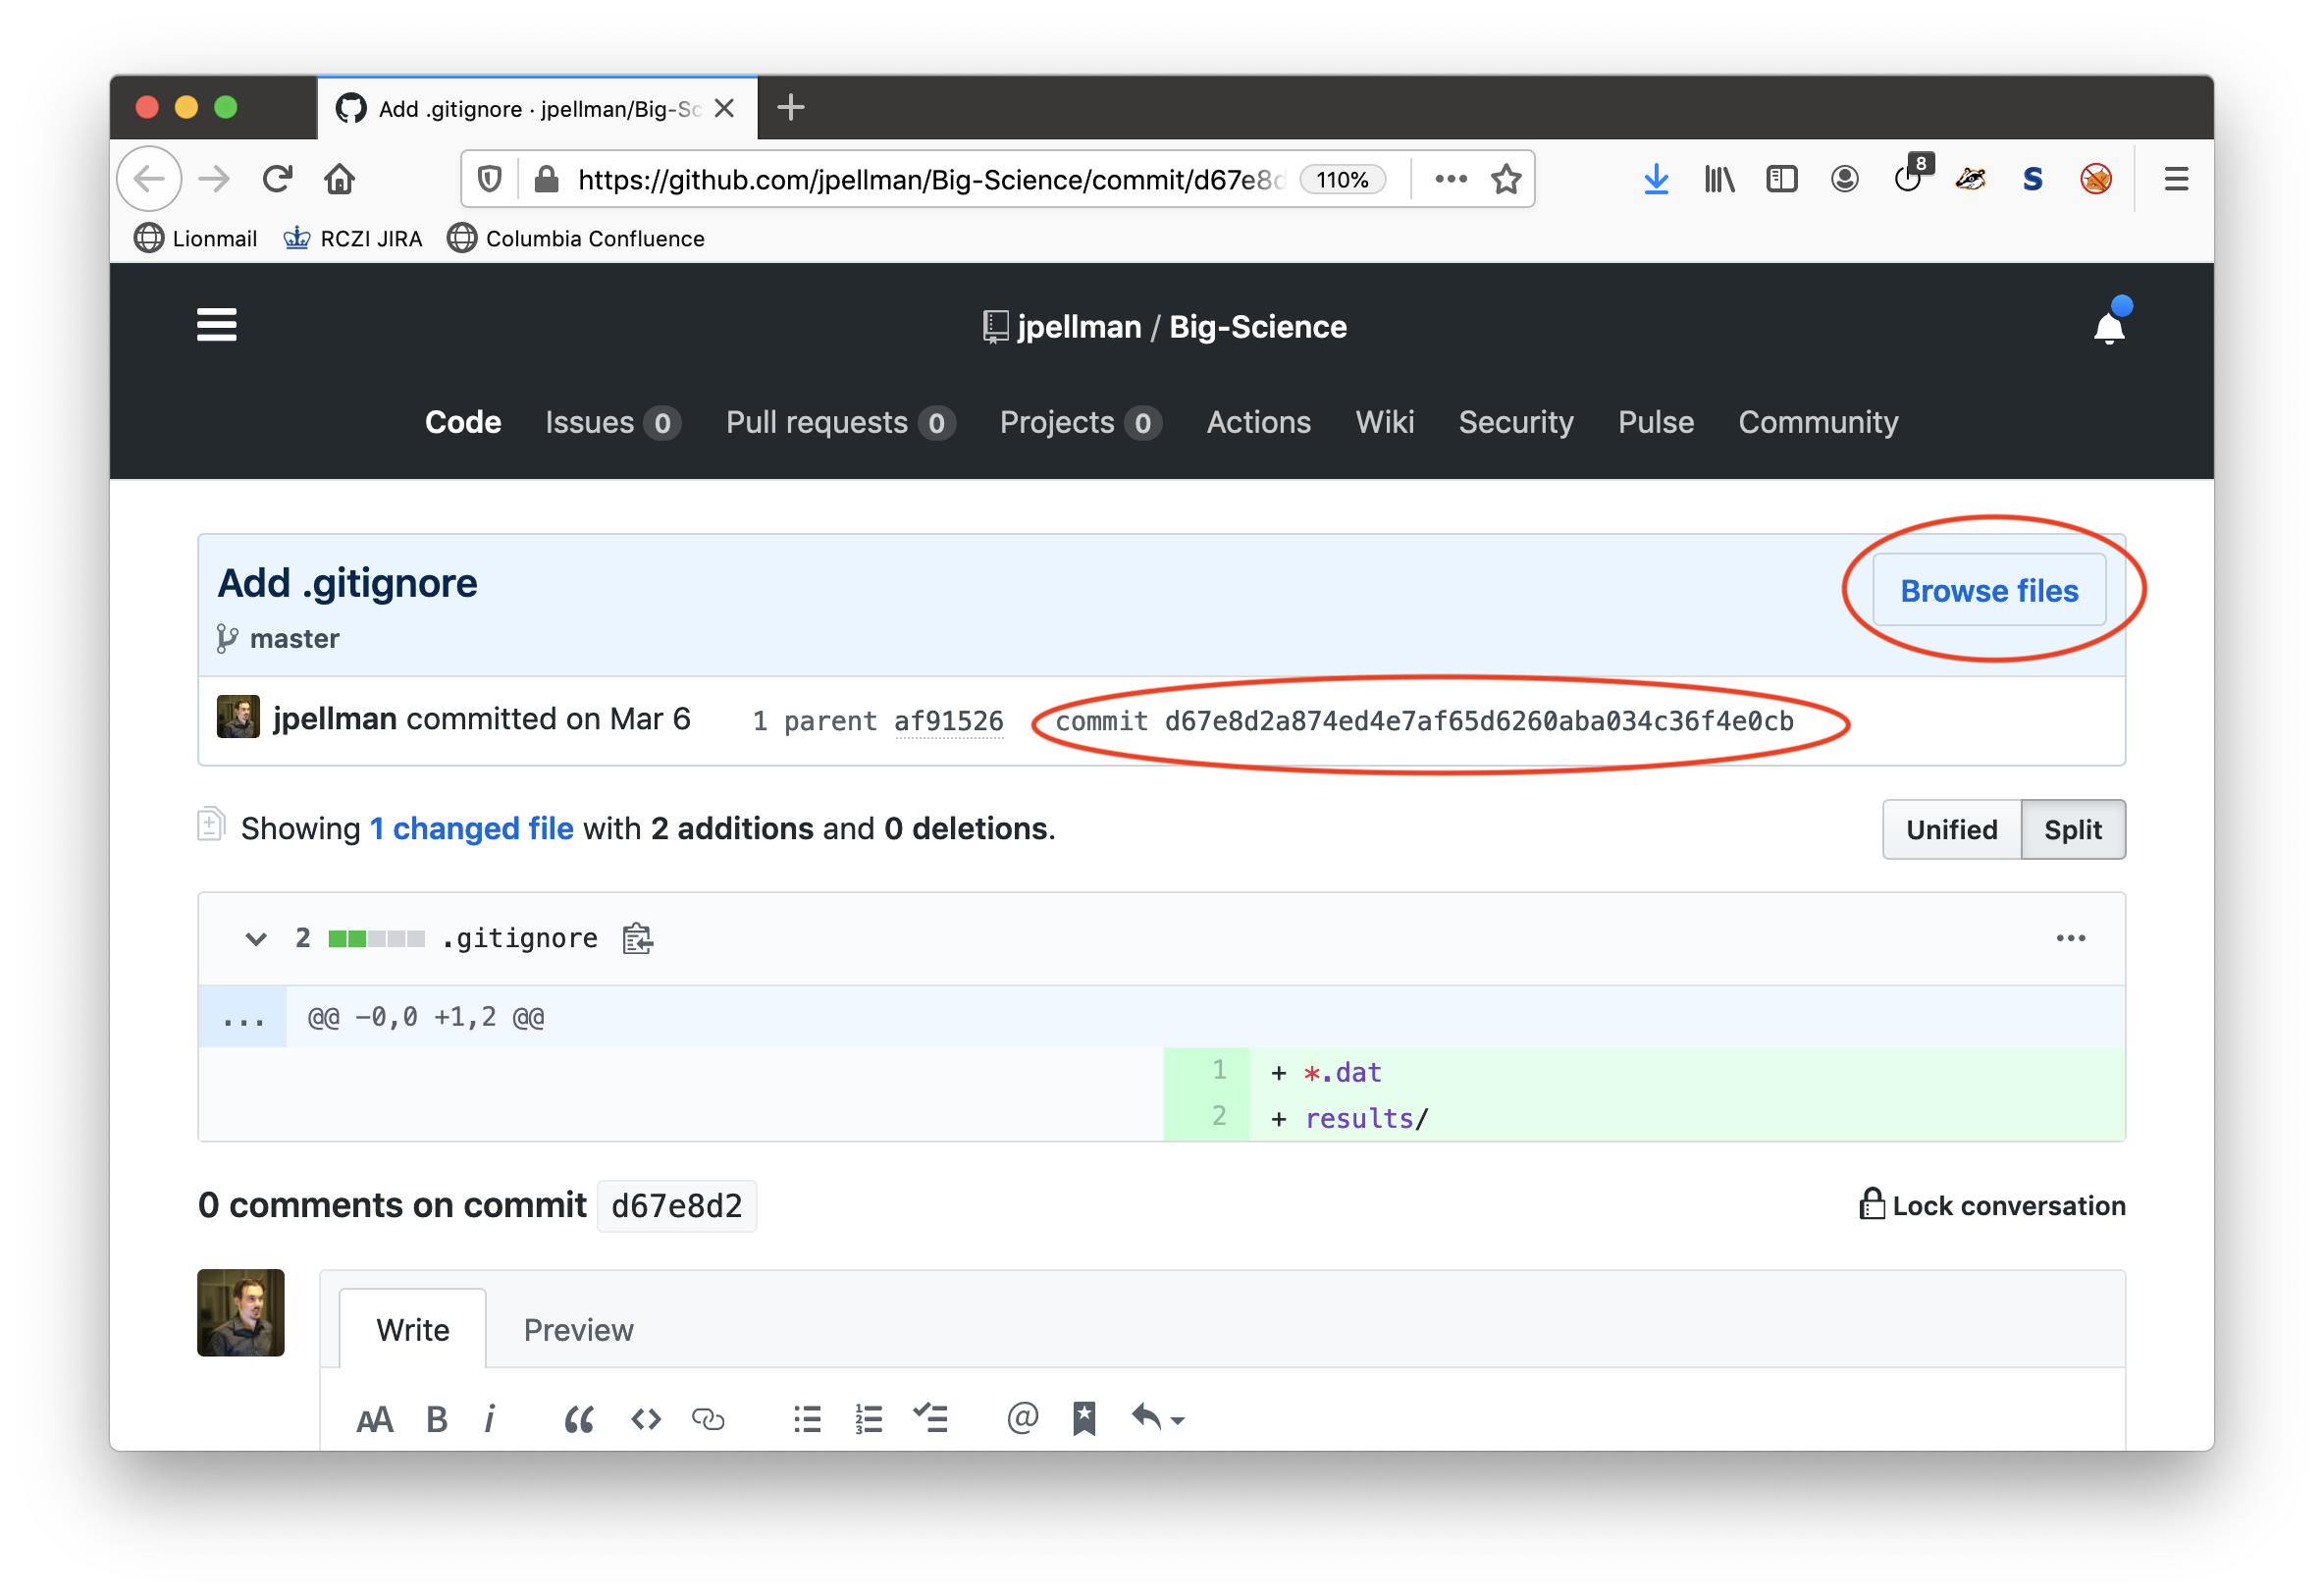 Add .gitignore · jpellman/Big-Sc
https://github.com/jpellman/Big-Science/commit/d67e8d 110% 8 S
Lionmail RCZI JIRA Columbia Confluence
jpellman / Big-Science
Code Issues 0 Pull requests 0 Projects 0 Actions Wiki Security Pulse Community
Add .gitignore
Browse files
master
jpellman committed on Mar 6 1 parent af91526 commit d67e8d2a874ed4e7af65d6260aba034c36f4e0cb
Showing 1 changed file with 2 additions and 0 deletions.
Unified Split
2 .gitignore
... @@ -0,0 +1,2 @@
1 + *.dat
2 + results/
0 comments on commit d67e8d2
Lock conversation
Write Preview
AA B i “ <> @